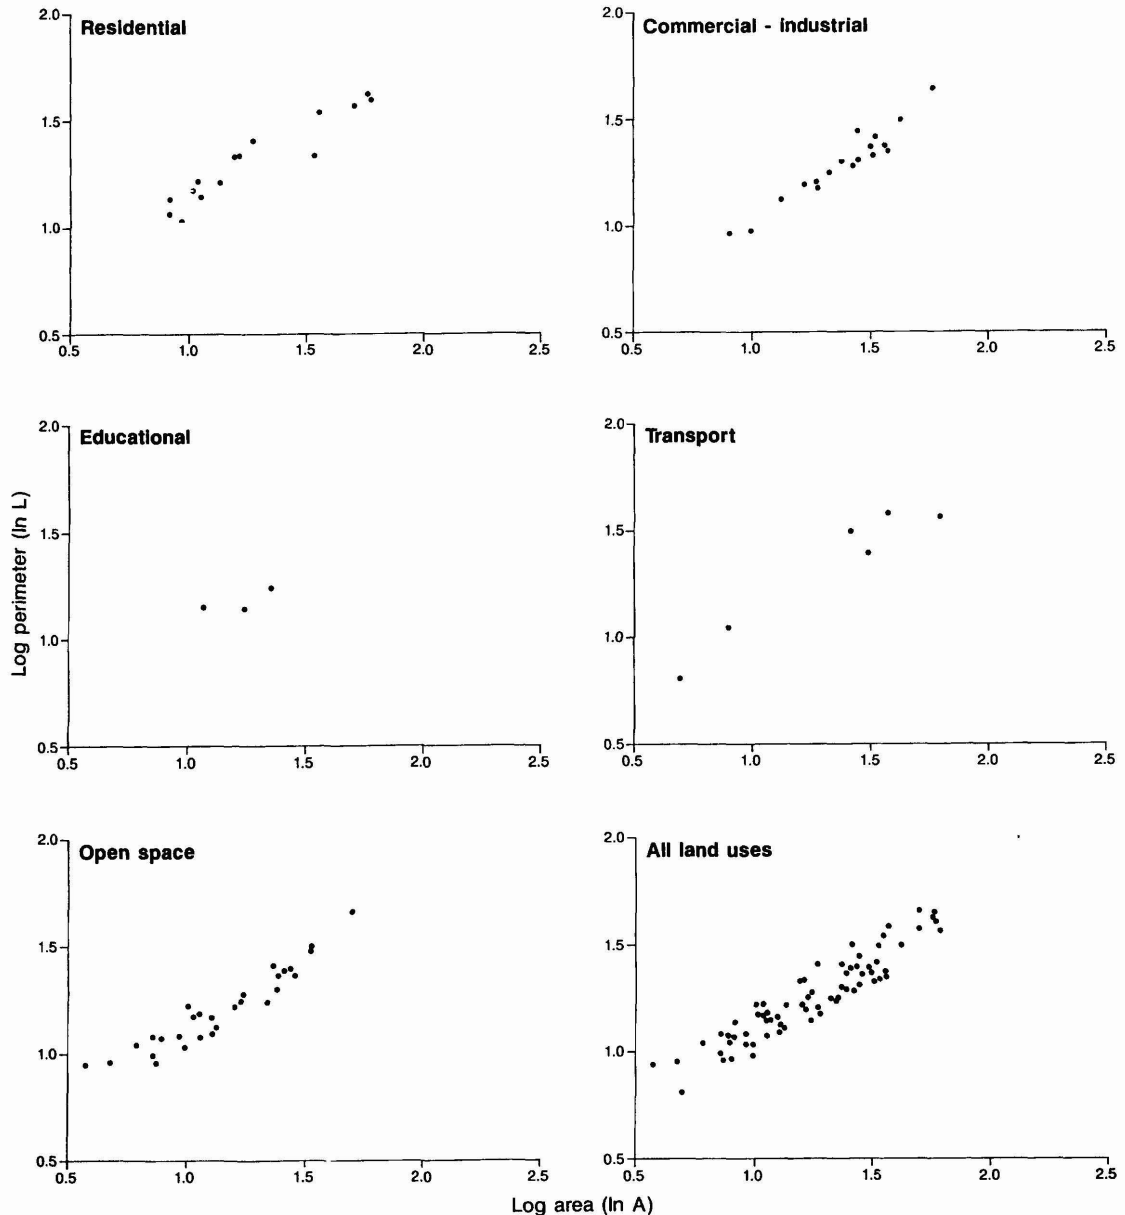 Residential
2.0
1.5
1.0
0.5
0.5 1.0 1.5 2.0 2.5
Commercial - industrial
2.0
1.5
1.0
0.5
0.5 1.0 1.5 2.0 2.5
Educational
2.0
1.5
1.0
0.5
0.5 1.0 1.5 2.0 2.5
Transport
2.0
1.5
1.0
0.5
0.5 1.0 1.5 2.0 2.5
Log perimeter (ln L)
Open space
2.0
1.5
1.0
0.5
0.5 1.0 1.5 2.0 2.5
All land uses
2.0
1.5
1.0
0.5
0.5 1.0 1.5 2.0 2.5
Log area (ln A)